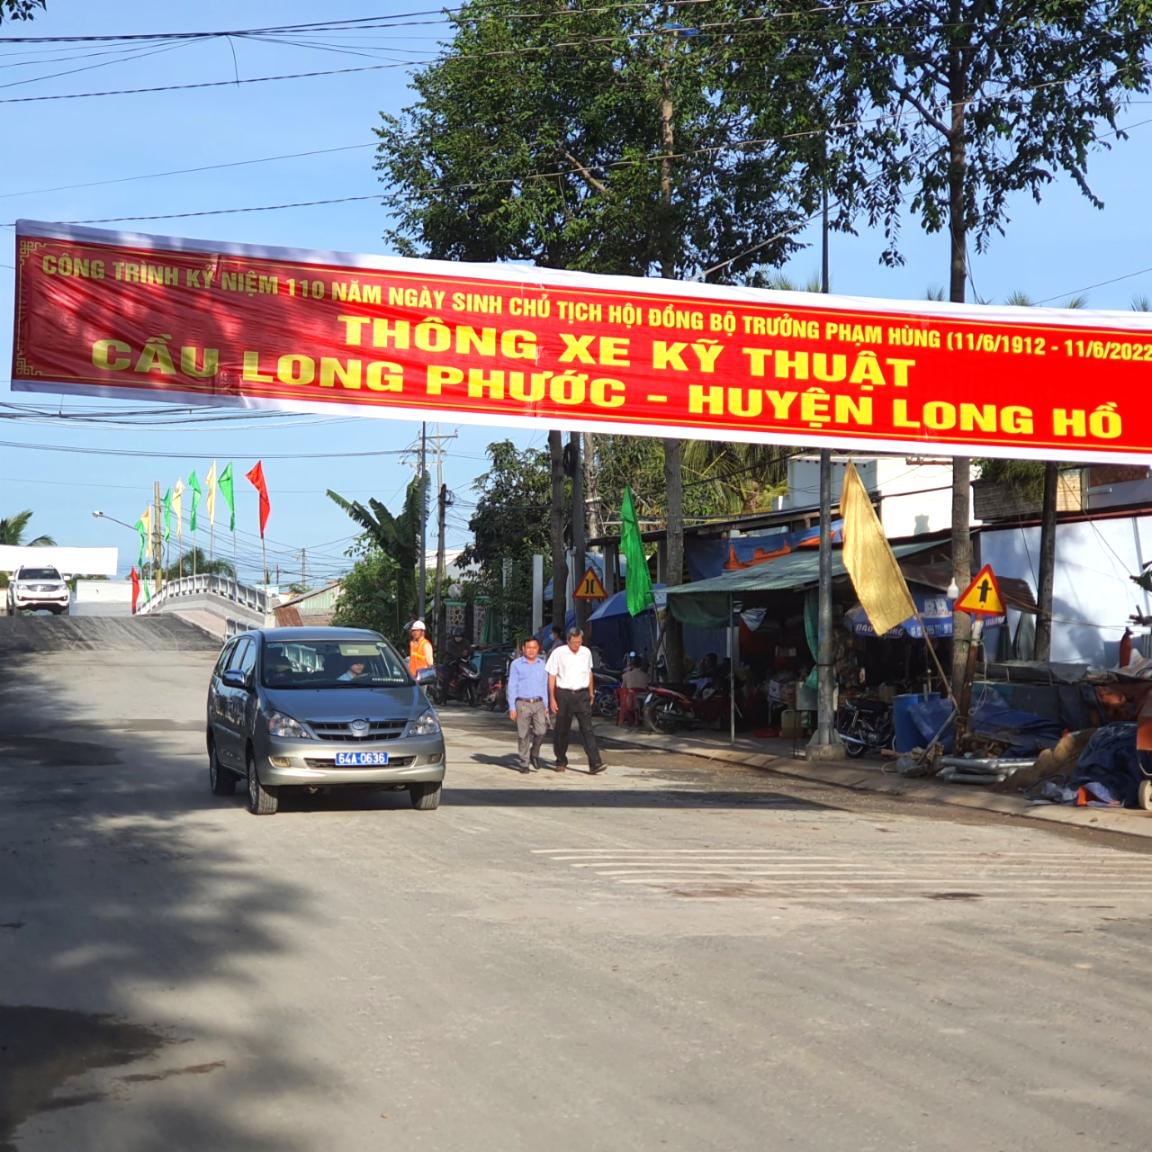 CÔNG TRÌNH KỶ NIỆM 110 NĂM NGÀY SINH CHỦ TỊCH HỘI ĐỒNG BỘ TRƯỞNG PHẠM HÙNG (11/6/1912 - 11/6/2022
THÔNG XE KỸ THUẬT
CẦU LONG PHƯỚC - HUYỆN LONG HỒ
64A 0636